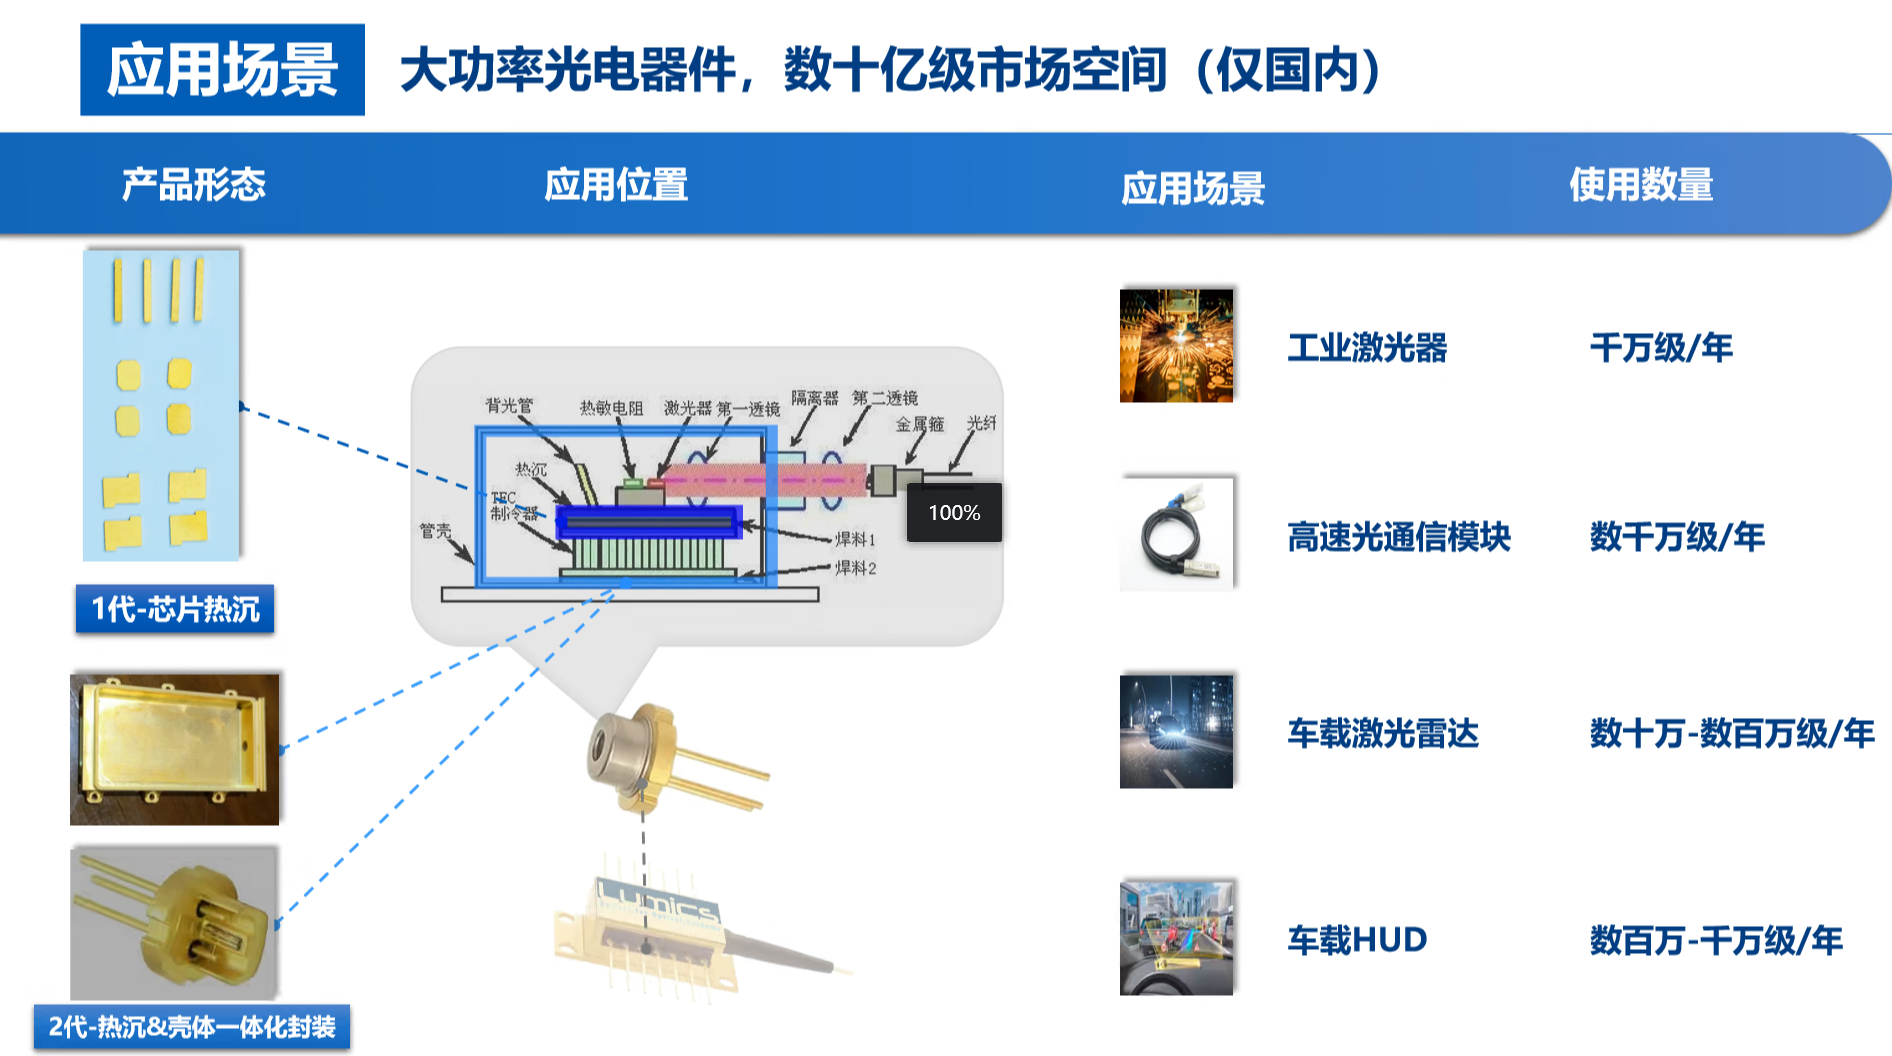 应用场景
大功率光电器件，数十亿级市场空间（仅国内）
产品形态
应用位置
应用场景
使用数量
1代-芯片热沉
2代-热沉&壳体一体化封装
背光管
热敏电阻
激光器
第一透镜
隔离器
第二透镜
金属箍
光纤
热沉
TEC
制冷器
管壳
焊料1
焊料2
100%
Lumics
工业激光器
千万级/年
高速光通信模块
数千万级/年
车载激光雷达
数十万-数百万级/年
车载HUD
数百万-千万级/年